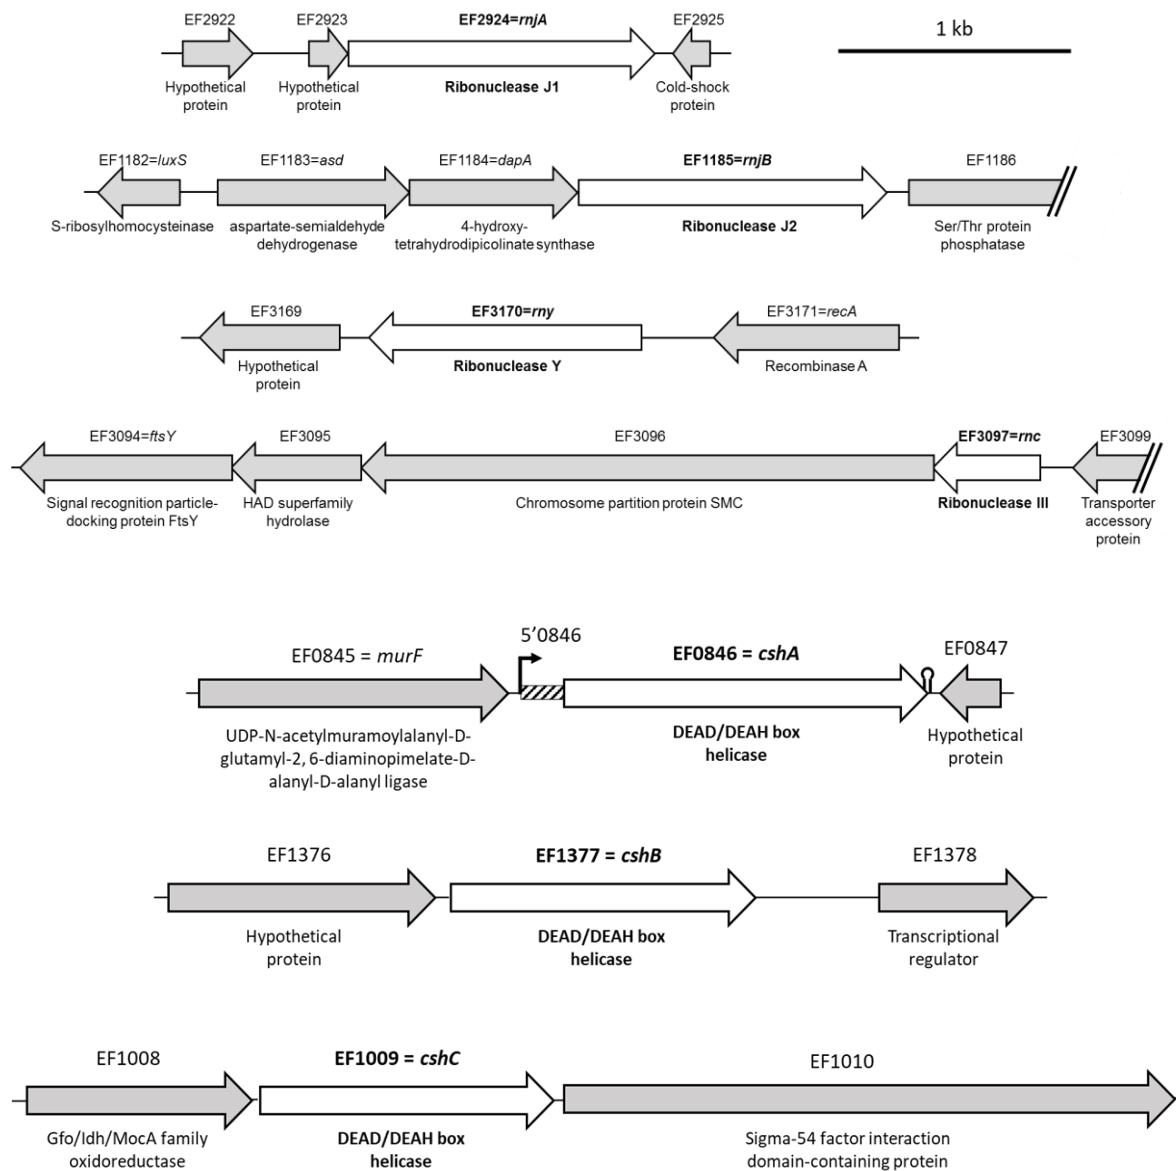 EF2922 EF2923 EF2924=rnjA EF2925 1 kb
Hypothetical Hypothetical Ribonuclease J1 Cold-shock
protein protein protein
EF1182=luxS EF1183=asd EF1184=dapA EF1185=rnjB EF1186
S-ribosylhomocysteinase aspartate-semialdehyde 4-hydroxy- Ribonuclease J2 Ser/Thr protein
dehydrogenase tetrahydrodipicolinate synthase phosphatase
EF3169 EF3170=rny EF3171=recA
Hypothetical Ribonuclease Y Recombinase A
protein
EF3094=ftsY EF3095 EF3096 EF3097=rnc EF3099
Signal recognition particle- HAD superfamily Chromosome partition protein SMC Ribonuclease III Transporter
docking protein FtsY hydrolase accessory
protein
5'0846
EF0845 = murF EF0846 = cshA EF0847
UDP-N-acetylmuramoylalanyl-D- DEAD/DEAH box Hypothetical
glutamyl-2, 6-diaminopimelate-D- helicase protein
alanyl-D-alanyl ligase
EF1376 EF1377 = cshB EF1378
Hypothetical DEAD/DEAH box Transcriptional
protein helicase regulator
EF1008 EF1009 = cshC EF1010
Gfo/Idh/MocA family DEAD/DEAH box Sigma-54 factor interaction
oxidoreductase helicase domain-containing protein